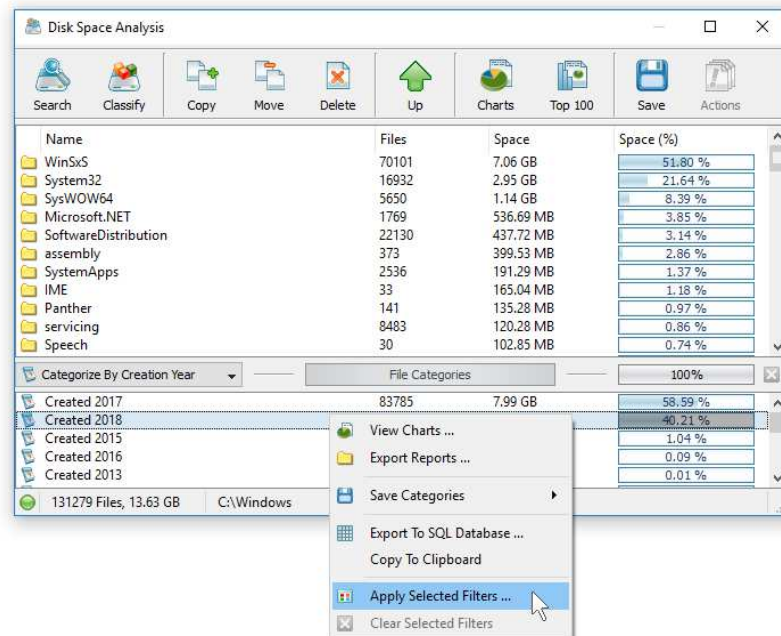 Disk Space Analysis
Search Classify Copy Move Delete Up Charts Top 100 Save Actions
Name Files Space Space (%)
WinSxS 70101 7.06 GB 51.80 %
System32 16932 2.95 GB 21.64 %
SysWOW64 5650 1.14 GB 8.39 %
Microsoft.NET 1769 536.69 MB 3.85 %
SoftwareDistribution 22130 437.72 MB 3.14 %
assembly 373 399.53 MB 2.86 %
SystemApps 2536 191.29 MB 1.37 %
IME 33 165.04 MB 1.18 %
Panther 141 135.28 MB 0.97 %
servicing 8483 120.28 MB 0.86 %
Speech 30 102.85 MB 0.74 %
Categorize By Creation Year File Categories 100%
Created 2017 83785 7.99 GB 58.59 %
Created 2018 40.21 %
Created 2015 1.04 %
Created 2016 0.09 %
Created 2013 0.01 %
131279 Files, 13.63 GB C:\Windows
View Charts ...
Export Reports ...
Save Categories
Export To SQL Database ...
Copy To Clipboard
Apply Selected Filters ...
Clear Selected Filters